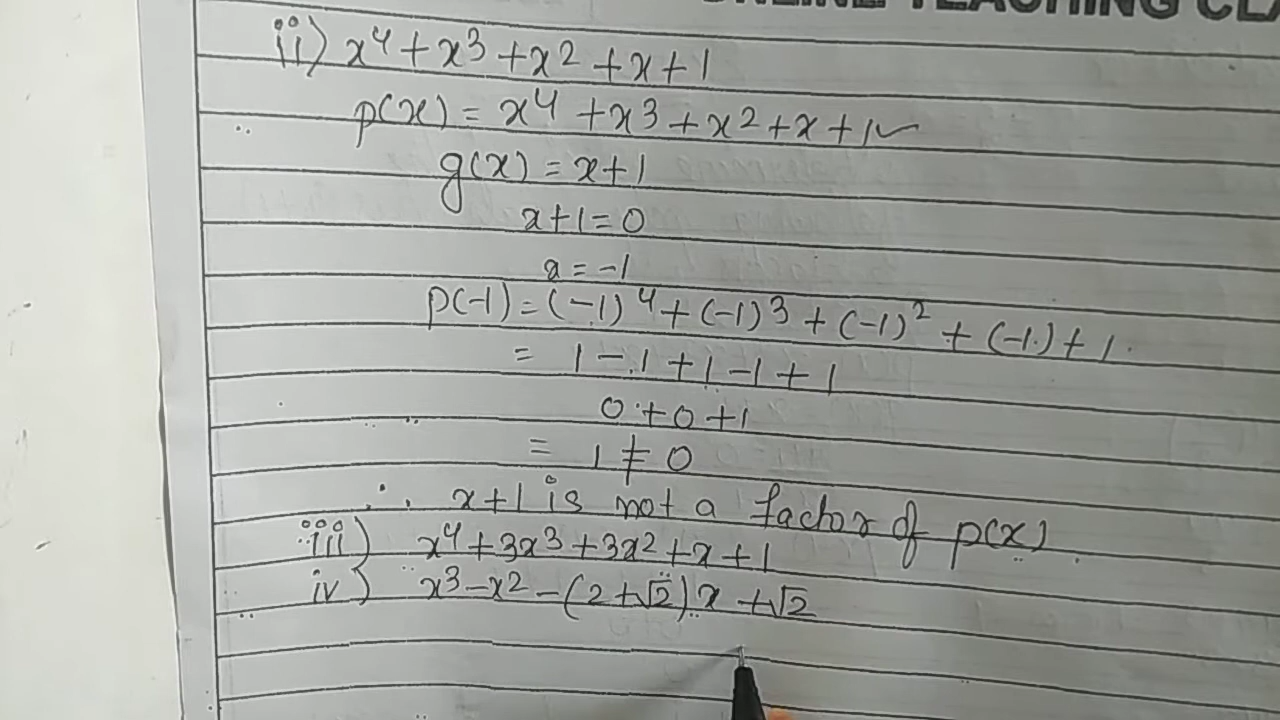 ONLINE TEACHING CLA
ii) x⁴ + x³ + x² + x + 1
p(x) = x⁴ + x³ + x² + x + 1
g(x) = x + 1
x + 1 = 0
x = -1
p(-1) = (-1)⁴ + (-1)³ + (-1)² + (-1) + 1
= 1 - 1 + 1 - 1 + 1
0 + 0 + 1
= 1 ≠ 0
∴ x + 1 is not a factor of p(x)
iii) x⁴ + 3x³ + 3x² + x + 1
iv) x³ - x² - (2 + √2) x + √2